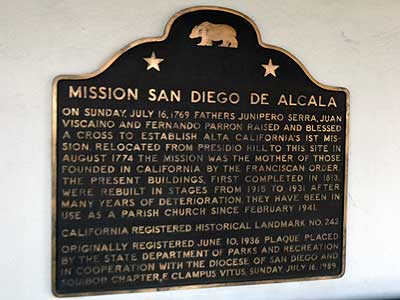 MISSION SAN DIEGO DE ALCALA
ON SUNDAY, JULY 16, 1769 FATHERS JUNIPERO SERRA, JUAN
VISCAINO AND FERNANDO PARRON RAISED AND BLESSED
A CROSS TO ESTABLISH ALTA CALIFORNIA'S 1ST MIS-
SION. RELOCATED FROM PRESIDIO HILL TO THIS SITE IN
AUGUST 1774 THE MISSION WAS THE MOTHER OF THOSE
FOUNDED IN CALIFORNIA BY THE FRANCISCAN ORDER.
THE PRESENT BUILDINGS, FIRST COMPLETED IN 1813,
WERE REBUILT IN STAGES FROM 1915 TO 1931 AFTER
MANY YEARS OF DETERIORATION. THEY HAVE BEEN IN
USE AS A PARISH CHURCH SINCE FEBRUARY 1941.
CALIFORNIA REGISTERED HISTORICAL LANDMARK NO. 242
ORIGINALLY REGISTERED JUNE 10, 1936 PLAQUE PLACED
BY THE STATE DEPARTMENT OF PARKS AND RECREATION
IN COOPERATION WITH THE DIOCESE OF SAN DIEGO AND
SQUIBOB CHAPTER, E CLAMPUS VITUS, SUNDAY JULY 16, 1989